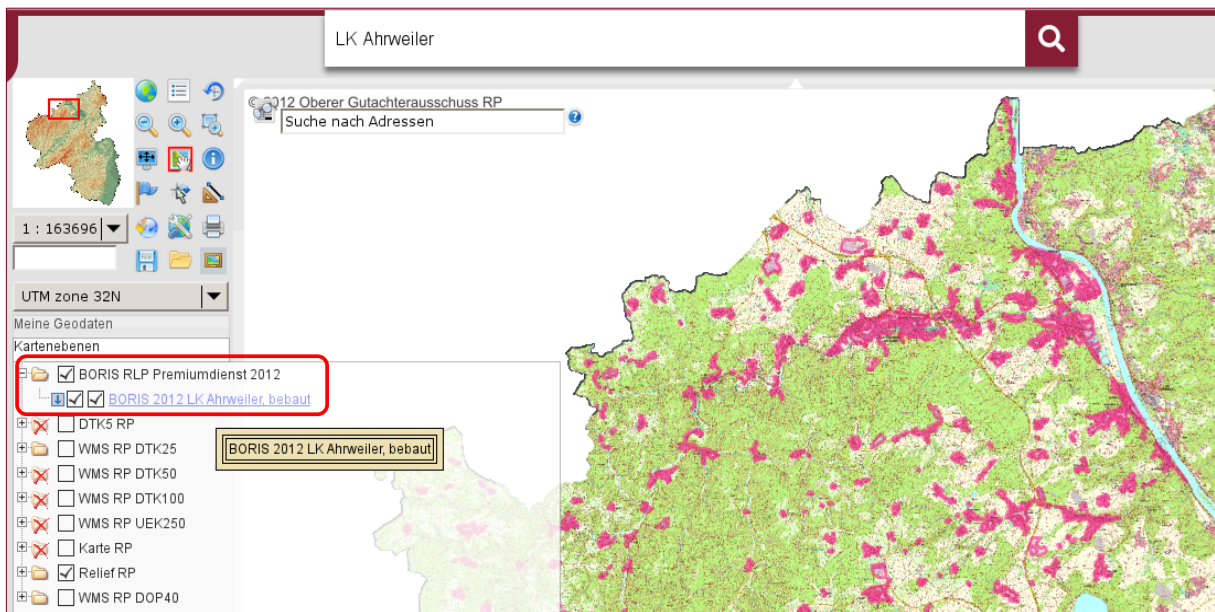 LK Ahrweiler
© 2012 Oberer Gutachterausschuss RP
Suche nach Adressen
1 : 163696
UTM zone 32N
Meine Geodaten
Kartenebenen
BORIS RLP Premiumdienst 2012
BORIS 2012 LK Ahrweiler, bebaut
DTK5 RP
WMS RP DTK25
BORIS 2012 LK Ahrweiler, bebaut
WMS RP DTK50
WMS RP DTK100
WMS RP UEK250
Karte RP
Relief RP
WMS RP DOP40